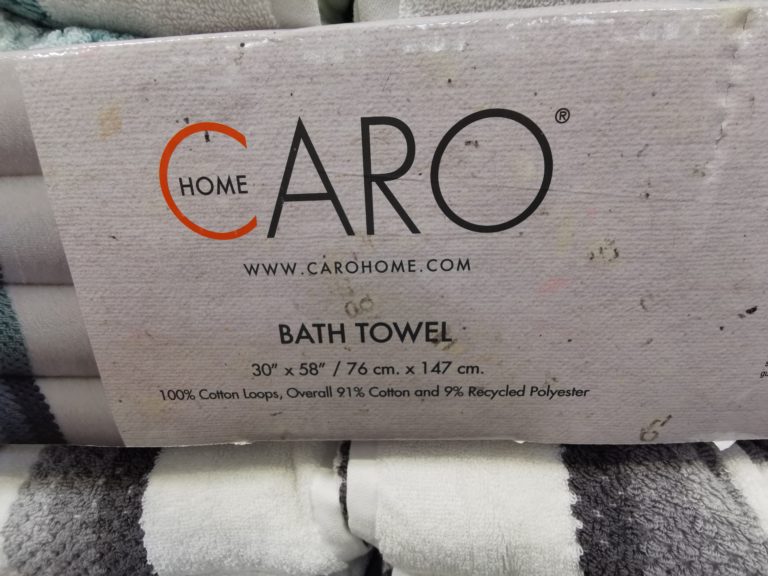 CARO®
HOME
WWW.CAROHOME.COM
BATH TOWEL
30" x 58" / 76 cm. x 147 cm.
100% Cotton Loops, Overall 91% Cotton and 9% Recycled Polyester